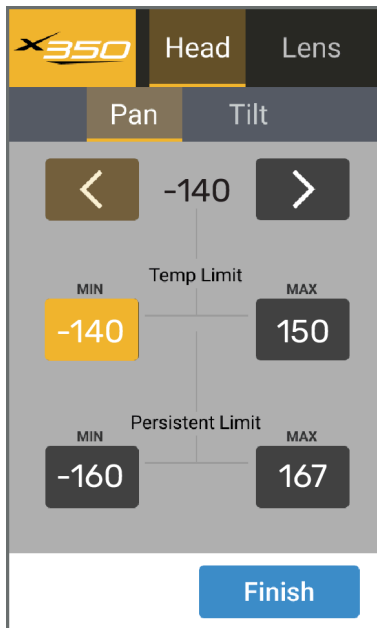 x350 Head Lens
Pan Tilt
-140
Temp Limit
MIN MAX
-140 150
Persistent Limit
MIN MAX
-160 167
Finish